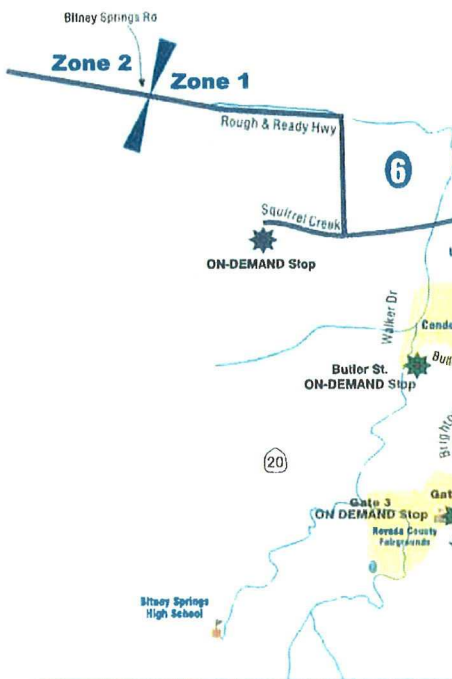 Bitney Springs Rd
Zone 2
Zone 1
Rough & Ready Hwy
6
Squirrel Creek
ON-DEMAND Stop
Walker Dr
Butler St.
ON-DEMAND Stop
20
Gate 3
ON DEMAND Stop
Nevada County
Fairgrounds
Bitney Springs
High School